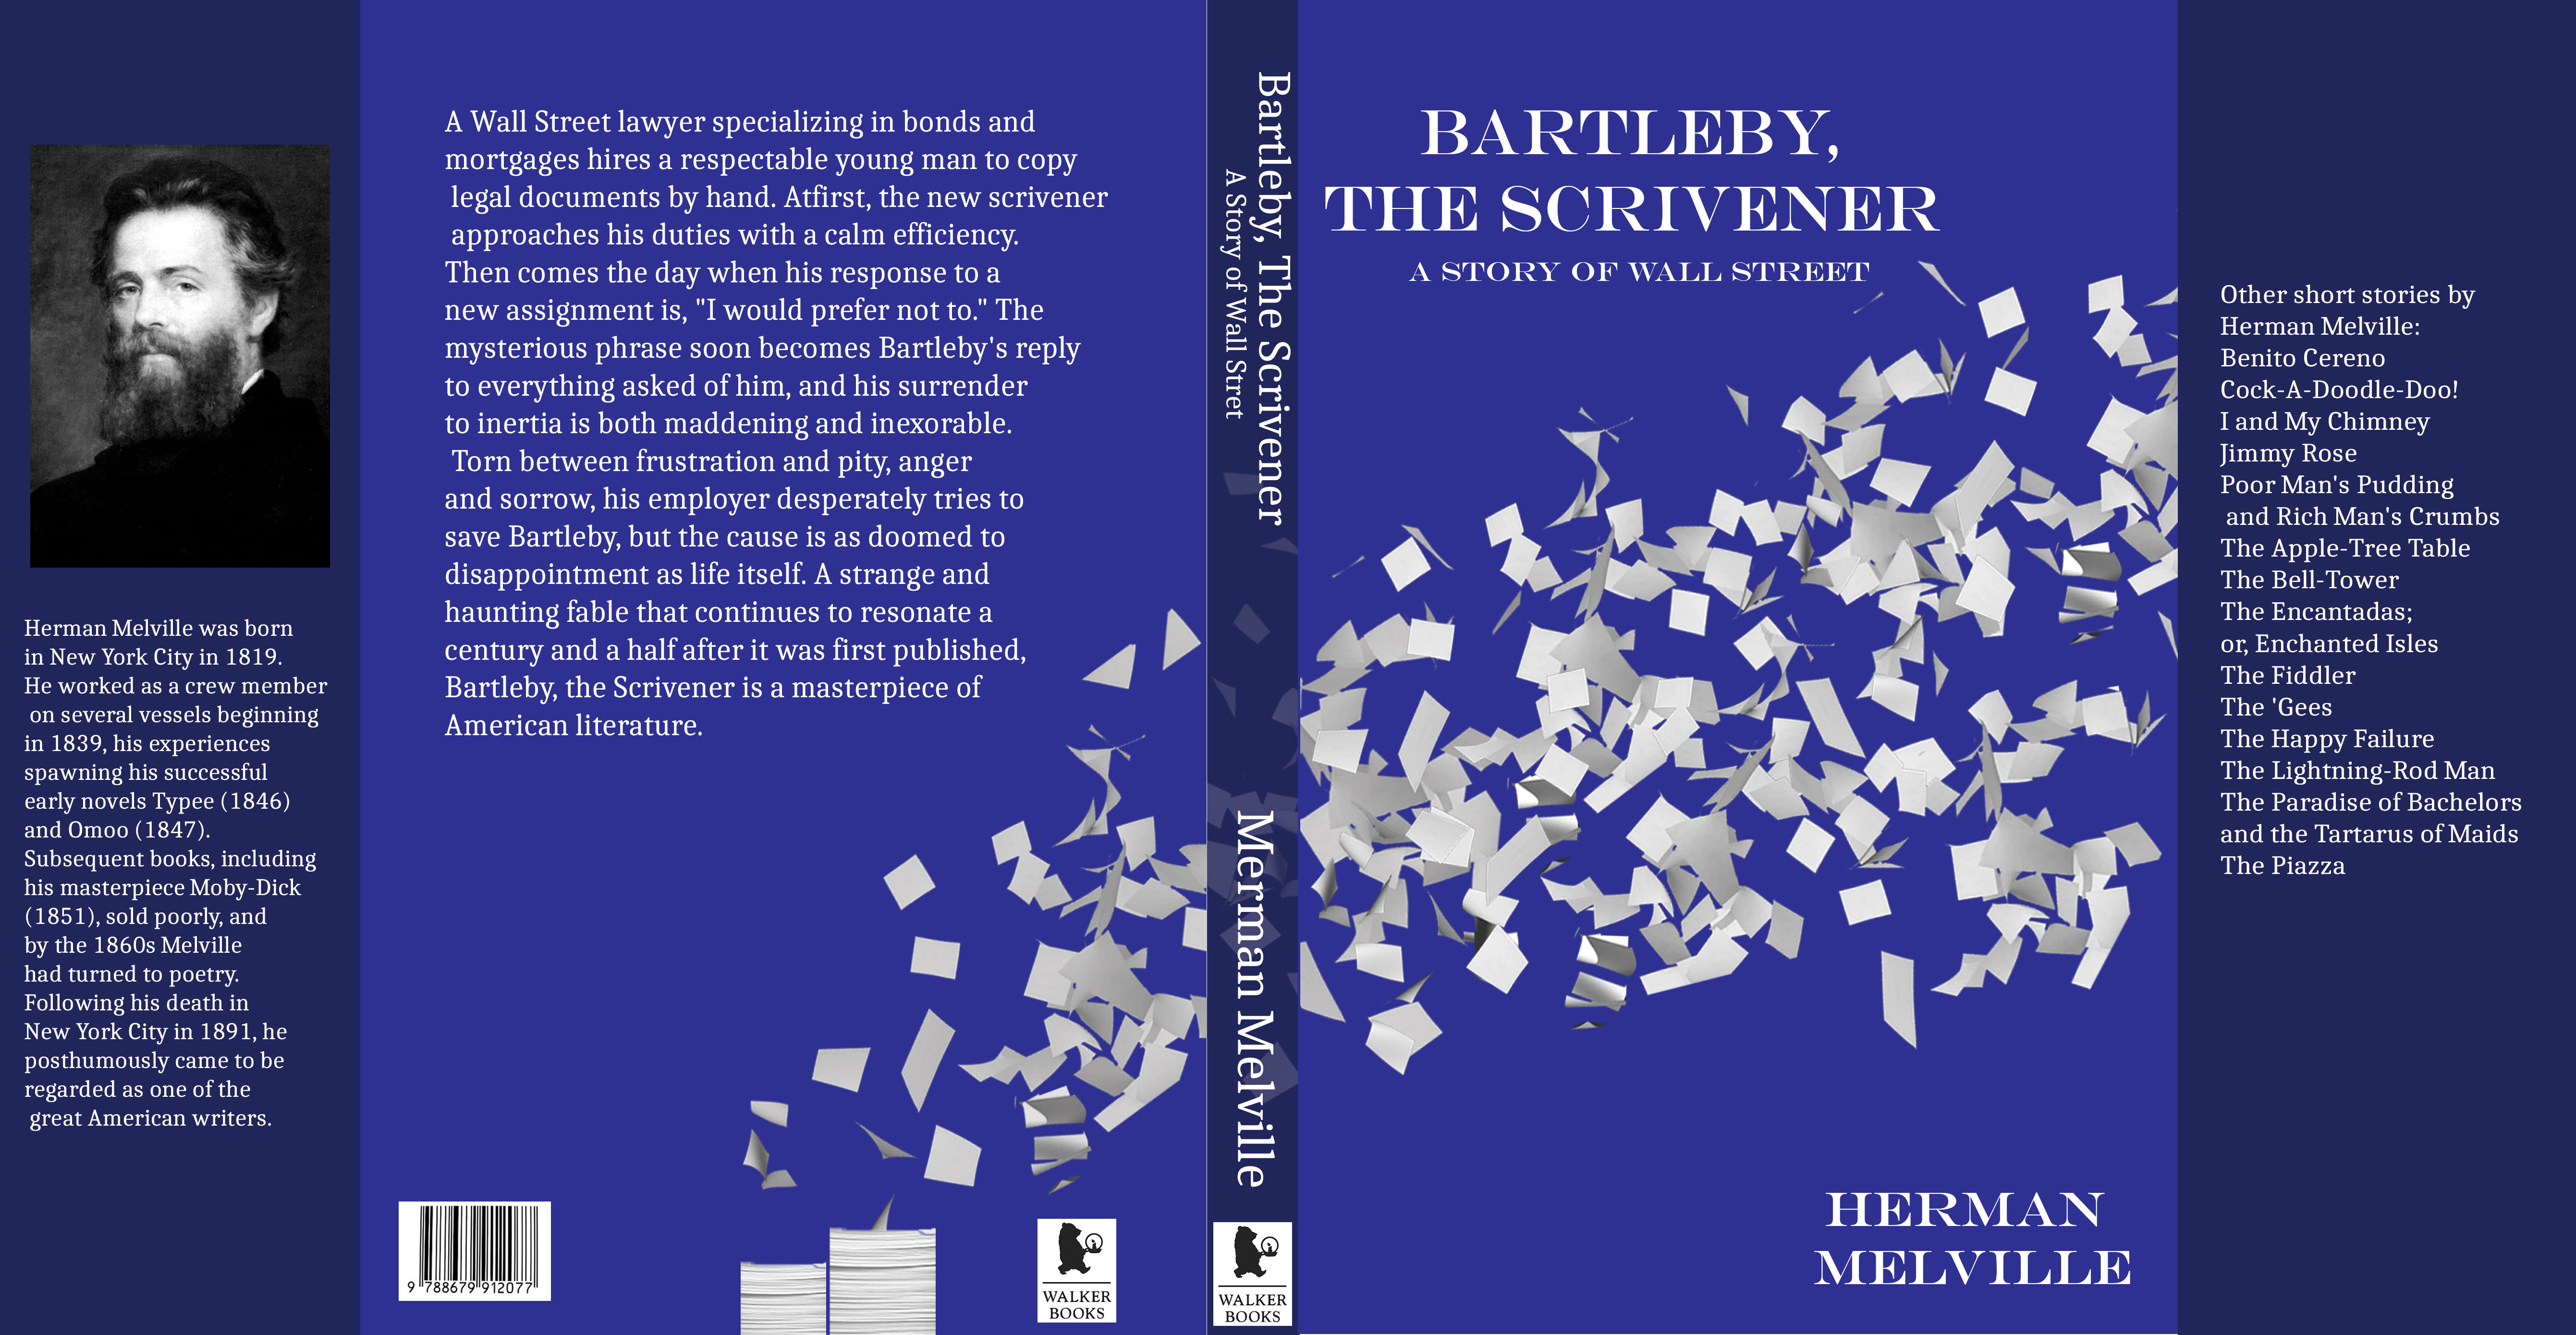 Herman Melville was born
in New York City in 1819.
He worked as a crew member
on several vessels beginning
in 1839, his experiences
spawning his successful
early novels Typee (1846)
and Omoo (1847).
Subsequent books, including
his masterpiece Moby-Dick
(1851), sold poorly, and
by the 1860s Melville
had turned to poetry.
Following his death in
New York City in 1891, he
posthumously came to be
regarded as one of the
great American writers.
A Wall Street lawyer specializing in bonds and
mortgages hires a respectable young man to copy
legal documents by hand. Atfirst, the new scrivener
approaches his duties with a calm efficiency.
Then comes the day when his response to a
new assignment is, "I would prefer not to." The
mysterious phrase soon becomes Bartleby's reply
to everything asked of him, and his surrender
to inertia is both maddening and inexorable.
Torn between frustration and pity, anger
and sorrow, his employer desperately tries to
save Bartleby, but the cause is as doomed to
disappointment as life itself. A strange and
haunting fable that continues to resonate a
century and a half after it was first published,
Bartleby, the Scrivener is a masterpiece of
American literature.
9 788679 912077
WALKER
BOOKS
Bartleby, The Scrivener
A Story of Wall Stret
Merman Melville
WALKER
BOOKS
BARTLEBY,
THE SCRIVENER
A STORY OF WALL STREET
HERMAN
MELVILLE
Other short stories by
Herman Melville:
Benito Cereno
Cock-A-Doodle-Doo!
I and My Chimney
Jimmy Rose
Poor Man's Pudding
and Rich Man's Crumbs
The Apple-Tree Table
The Bell-Tower
The Encantadas;
or, Enchanted Isles
The Fiddler
The 'Gees
The Happy Failure
The Lightning-Rod Man
The Paradise of Bachelors
and the Tartarus of Maids
The Piazza